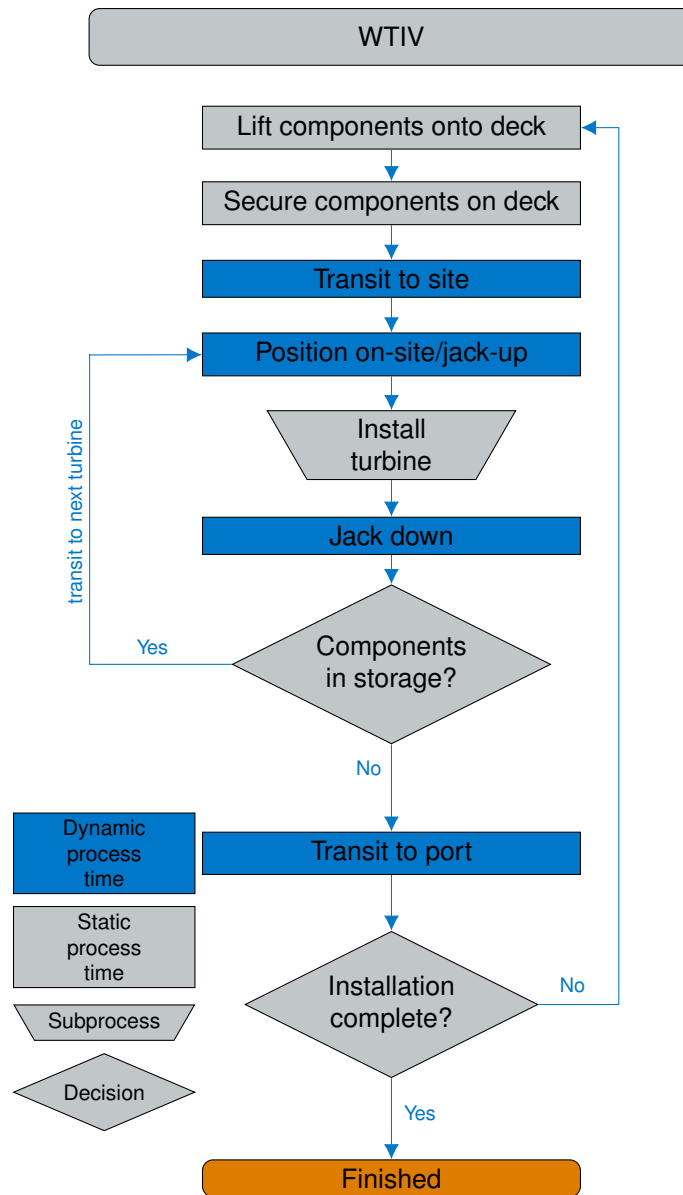 WTIV
Lift components onto deck
Secure components on deck
Transit to site
Position on-site/jack-up
Install
turbine
transit to next turbine
Jack down
Components
in storage?
Yes
No
Transit to port
Installation
complete?
No
Yes
Finished
Dynamic
process
time
Static
process
time
Subprocess
Decision